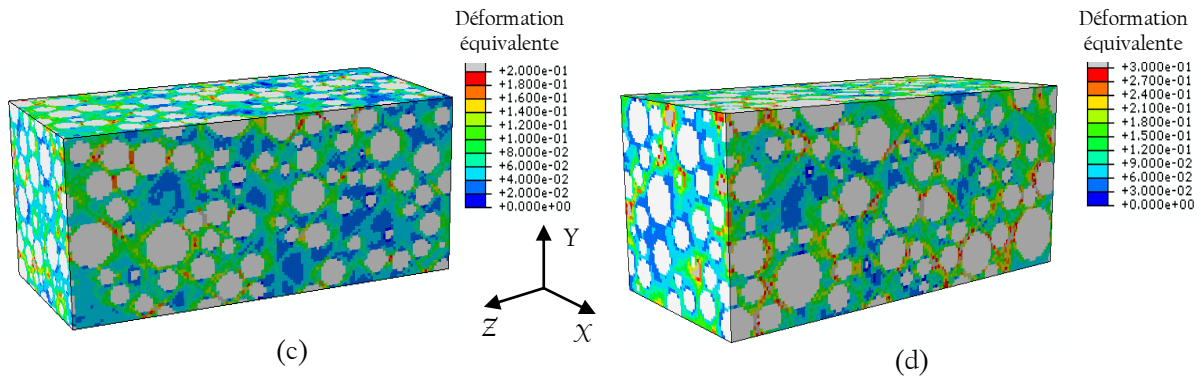 Déformation
équivalente
+2.000e-01
+1.800e-01
+1.600e-01
+1.400e-01
+1.200e-01
+1.000e-01
+8.000e-02
+6.000e-02
+4.000e-02
+2.000e-02
+0.000e+00
Déformation
équivalente
+3.000e-01
+2.700e-01
+2.400e-01
+2.100e-01
+1.800e-01
+1.500e-01
+1.200e-01
+9.000e-02
+6.000e-02
+3.000e-02
+0.000e+00
Y
Z
X
(c)
(d)